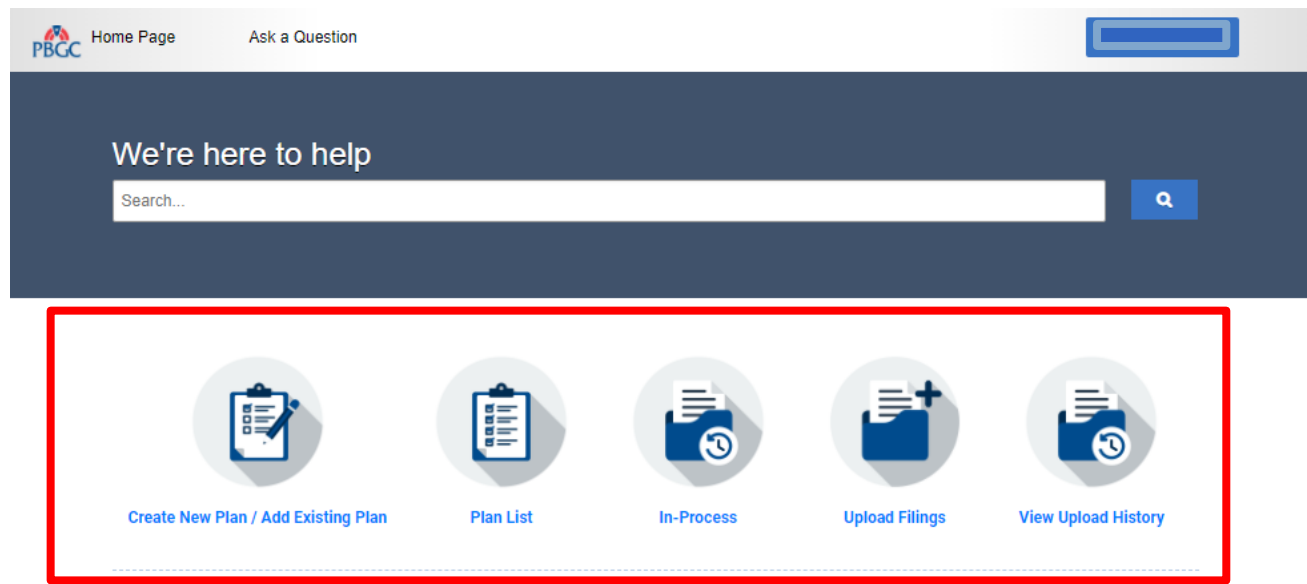 PBGC Home Page Ask a Question
We're here to help
Search...
Create New Plan / Add Existing Plan Plan List In-Process Upload Filings View Upload History